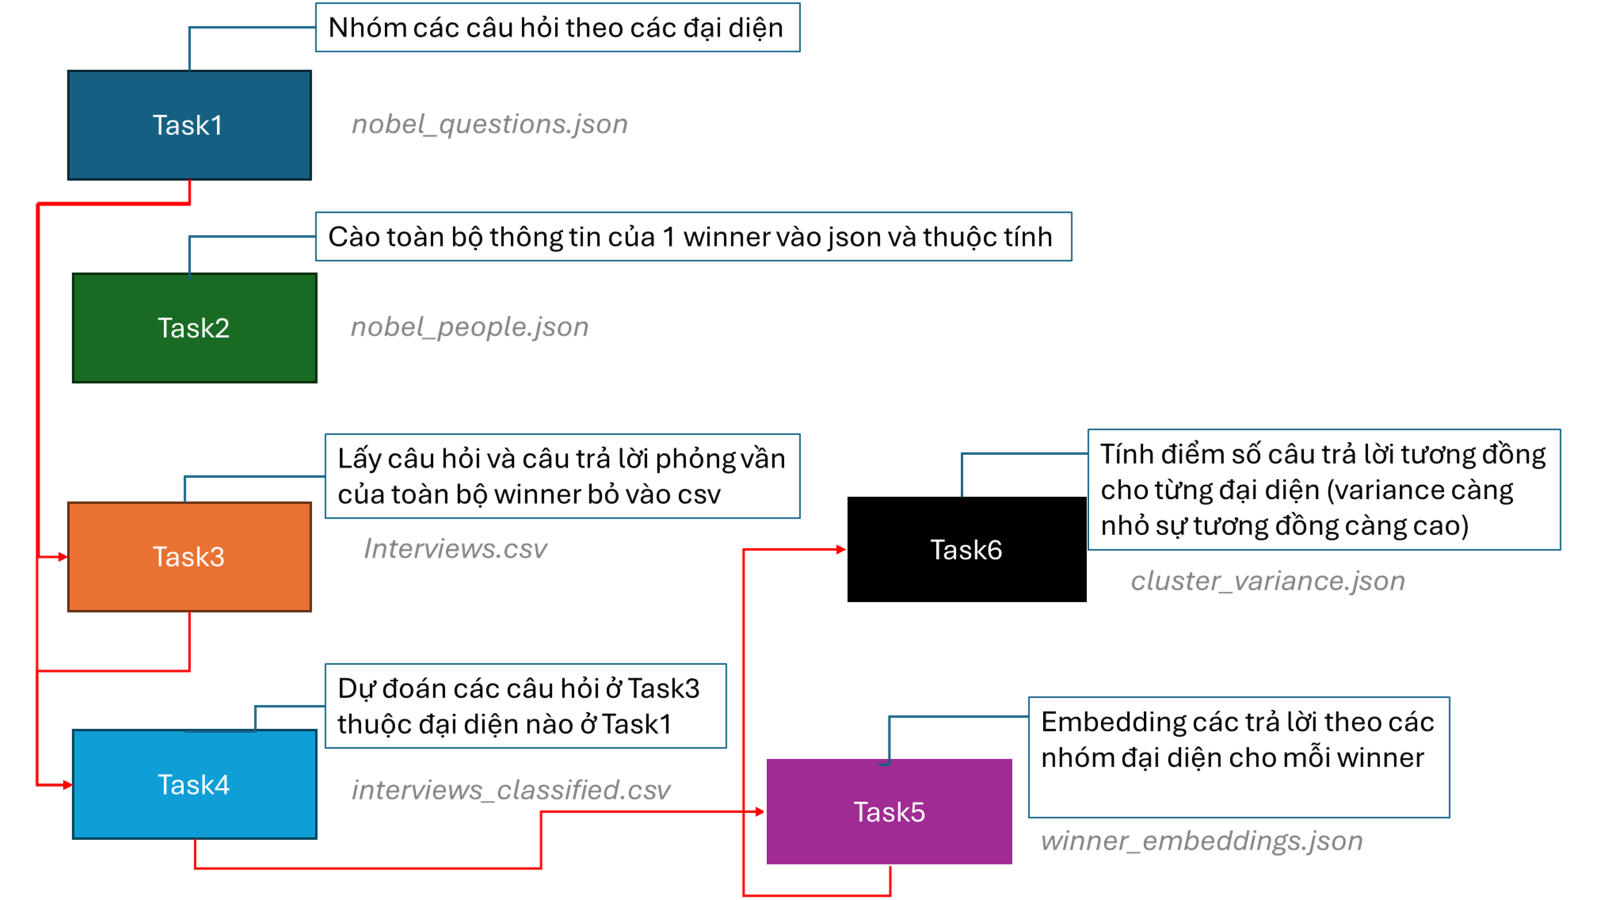 Nhóm các câu hỏi theo các đại diện
Task1
nobel_questions.json
Cào toàn bộ thông tin của 1 winner vào json và thuộc tính
Task2
nobel_people.json
Lấy câu hỏi và câu trả lời phỏng vần
của toàn bộ winner bỏ vào csv
Task3
Interviews.csv
Dự đoán các câu hỏi ở Task3
thuộc đại diện nào ở Task1
Task4
interviews_classified.csv
Tính điểm số câu trả lời tương đồng
cho từng đại diện (variance càng
nhỏ sự tương đồng càng cao)
Task6
cluster_variance.json
Embedding các trả lời theo các
nhóm đại diện cho mỗi winner
Task5
winner_embeddings.json